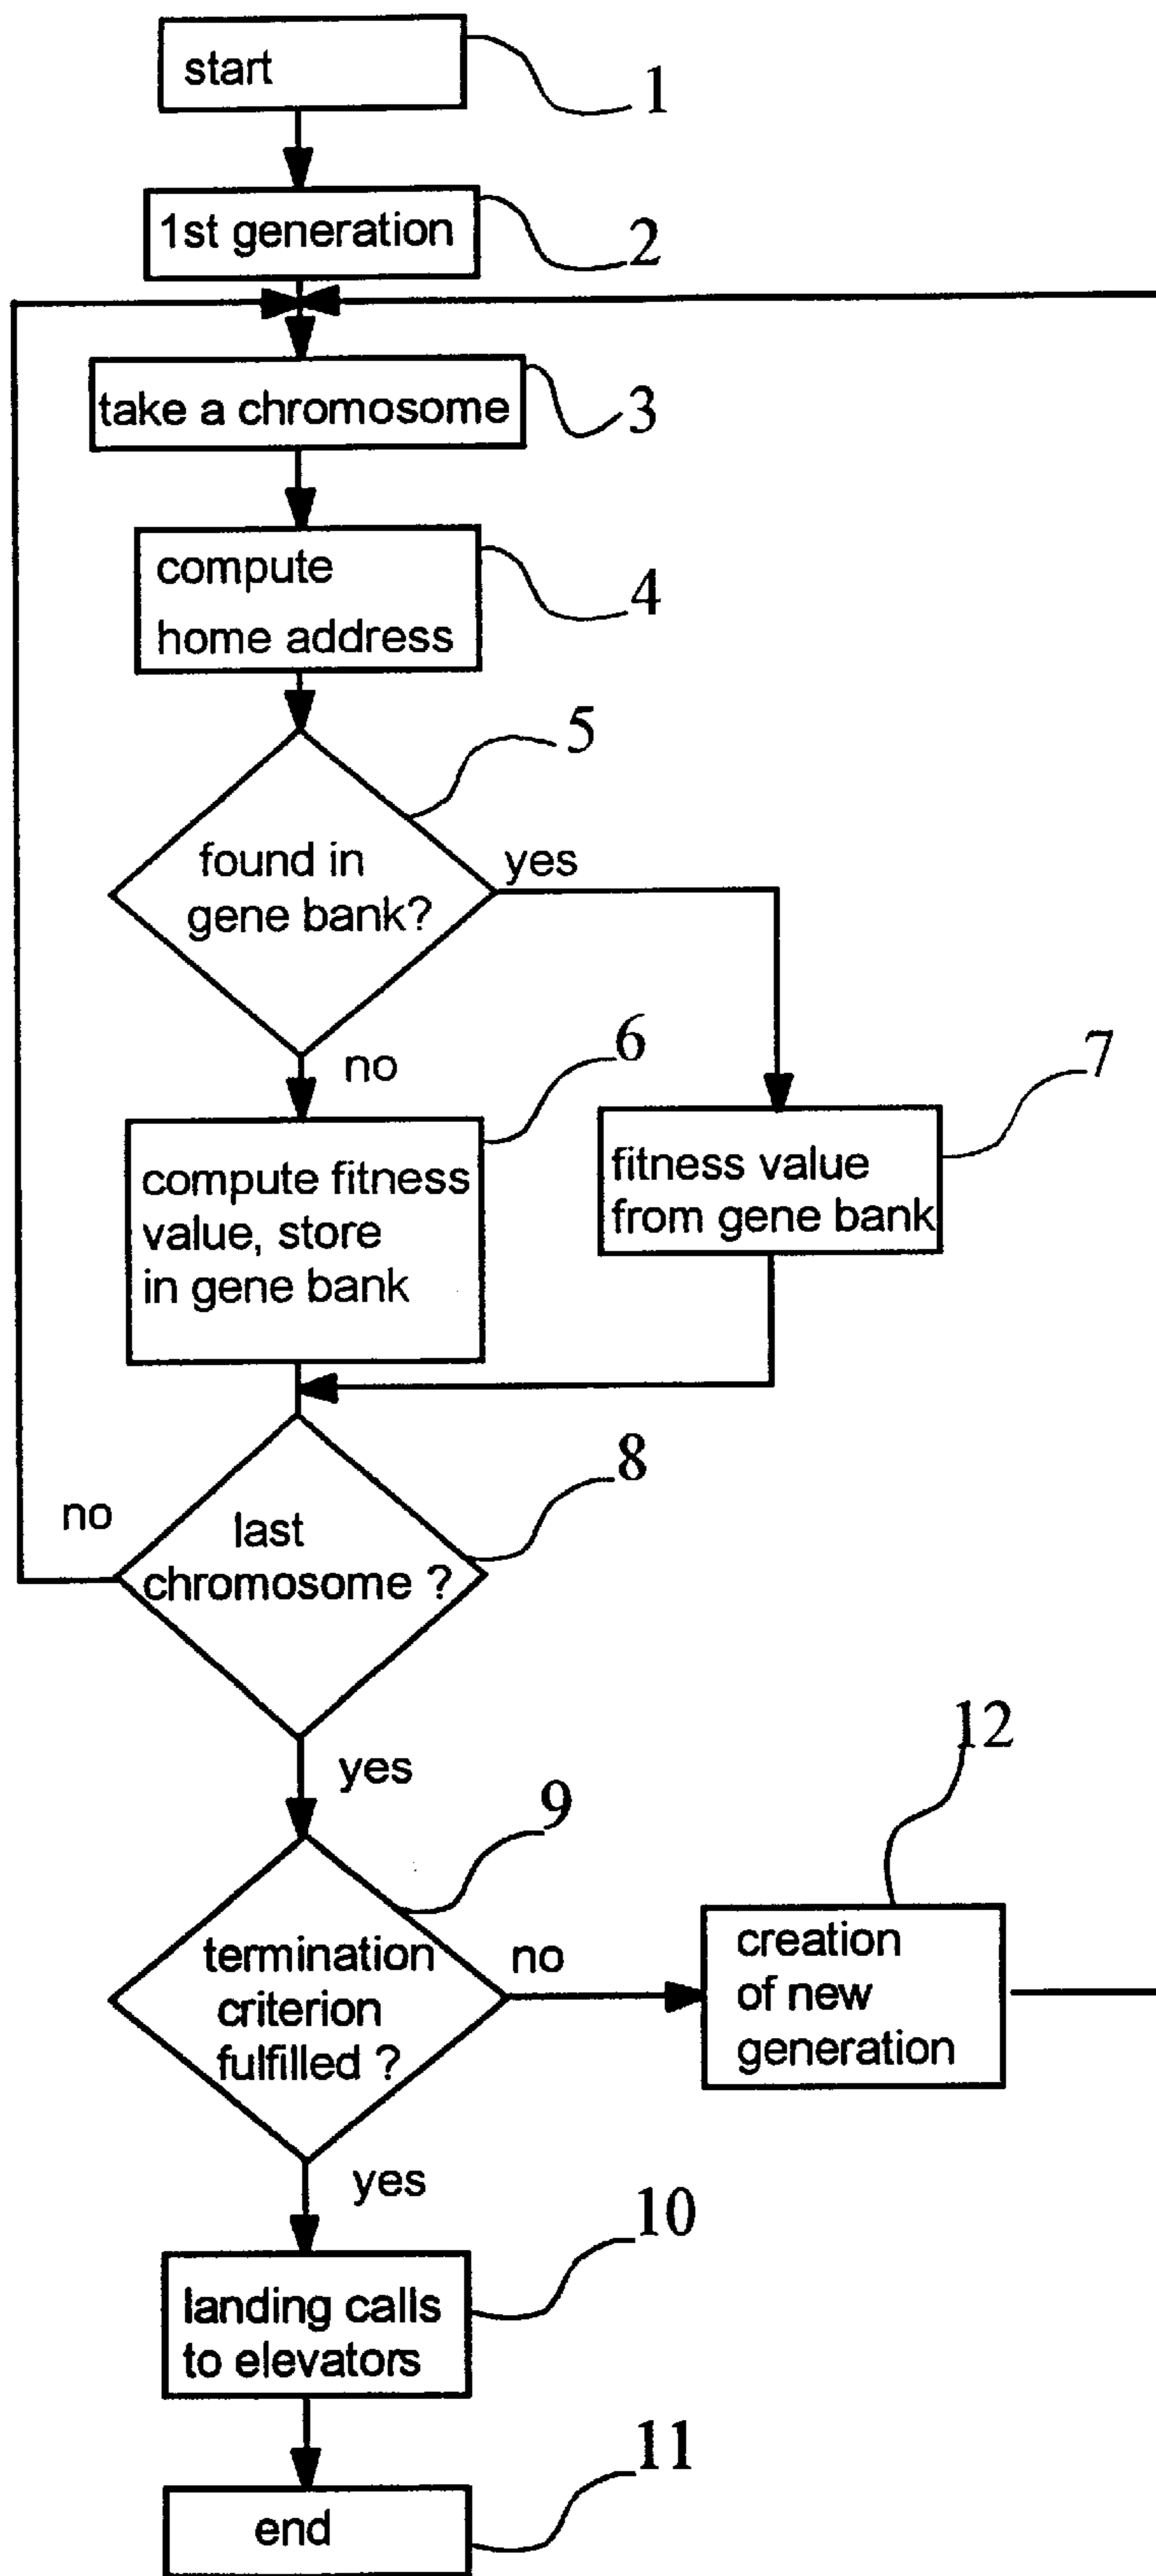 start
1
1st generation
2
take a chromosome
3
compute
home address
4
5
found in
gene bank?
yes
no
6
7
compute fitness
value, store
in gene bank
fitness value
from gene bank
8
no
last
chromosome ?
yes
9
12
termination
criterion
fulfilled ?
no
creation
of new
generation
yes
10
landing calls
to elevators
11
end